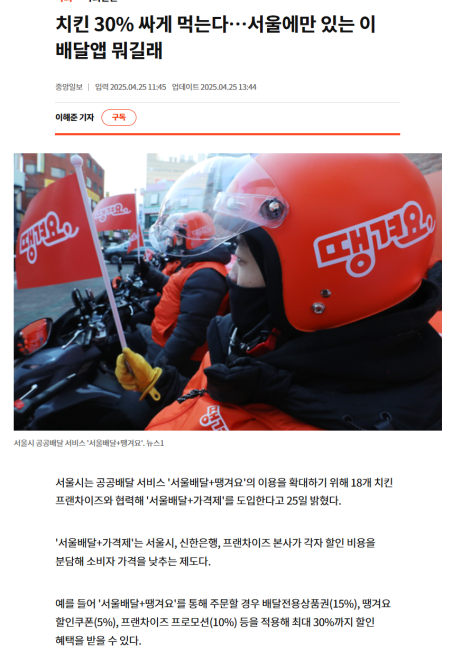 치킨 30% 싸게 먹는다…서울에만 있는 이
배달앱 뭐길래
중앙일보 | 입력 2025.04.25 11:45 업데이트 2025.04.25 13:44
이해준 기자 구독
땡겨요
땡겨요
땡겨요
서울시 공공배달 서비스 '서울배달+땡겨요'. 뉴스1
서울시는 공공배달 서비스 '서울배달+땡겨요'의 이용을 확대하기 위해 18개 치킨
프랜차이즈와 협력해 '서울배달+가격제'를 도입한다고 25일 밝혔다.
'서울배달+가격제'는 서울시, 신한은행, 프랜차이즈 본사가 각자 할인 비용을
분담해 소비자 가격을 낮추는 제도다.
예를 들어 '서울배달+땡겨요'를 통해 주문할 경우 배달전용상품권(15%), 땡겨요
할인쿠폰(5%), 프랜차이즈 프로모션(10%) 등을 적용해 최대 30%까지 할인
혜택을 받을 수 있다.